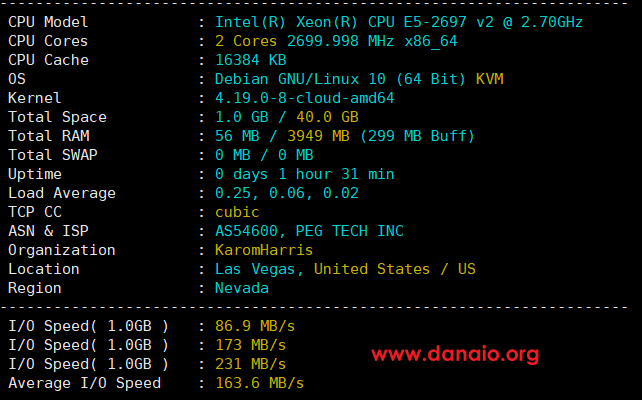 ----------------------------------------------------------------------
CPU Model            : Intel(R) Xeon(R) CPU E5-2697 v2 @ 2.70GHz
CPU Cores            : 2 Cores 2699.998 MHz x86_64
CPU Cache            : 16384 KB
OS                   : Debian GNU/Linux 10 (64 Bit) KVM
Kernel               : 4.19.0-8-cloud-amd64
Total Space          : 1.0 GB / 40.0 GB
Total RAM            : 56 MB / 3949 MB (299 MB Buff)
Total SWAP           : 0 MB / 0 MB
Uptime               : 0 days 1 hour 31 min
Load Average         : 0.25, 0.06, 0.02
TCP CC               : cubic
ASN & ISP            : AS54600, PEG TECH INC
Organization         : KaromHarris
Location             : Las Vegas, United States / US
Region               : Nevada
----------------------------------------------------------------------
I/O Speed( 1.0GB )   : 86.9 MB/s
I/O Speed( 1.0GB )   : 173 MB/s
I/O Speed( 1.0GB )   : 231 MB/s
Average I/O Speed    : 163.6 MB/s
www.danaio.org